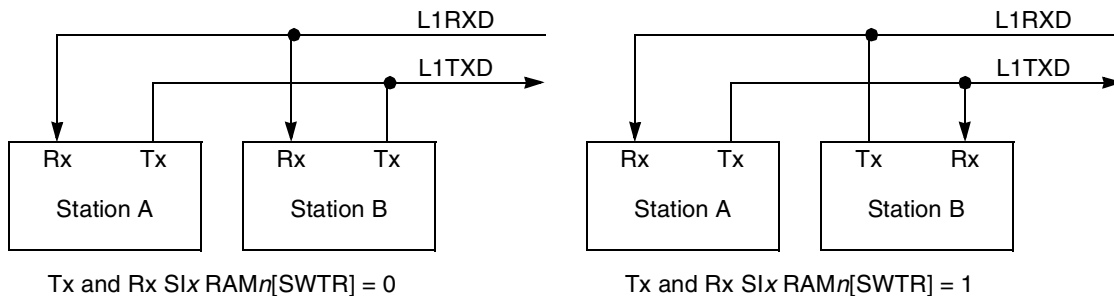 L1RXD L1RXD
L1TXD L1TXD
Rx Tx Rx Tx Rx Tx Tx Rx
Station A Station B Station A Station B
Tx and Rx SIx RAMn[SWTR] = 0 Tx and Rx SIx RAMn[SWTR] = 1